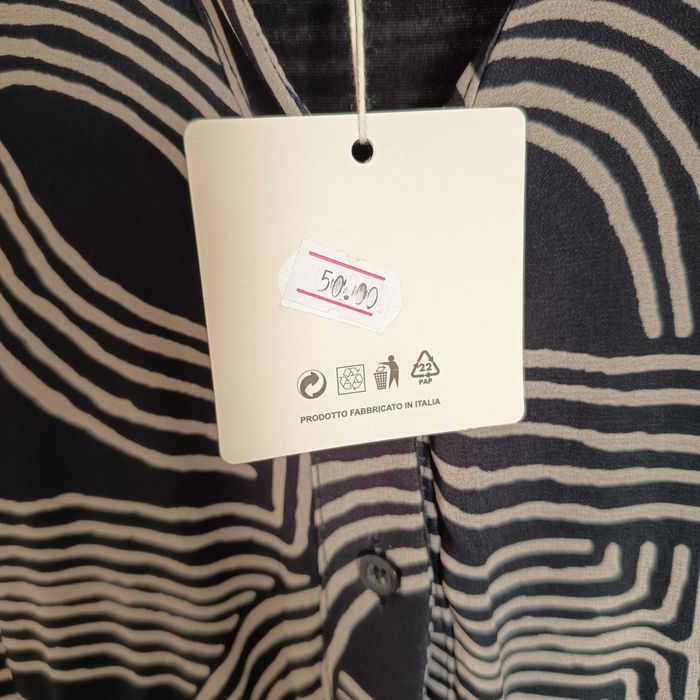 50.00
22
PAP
PRODOTTO FABBRICATO IN ITALIA